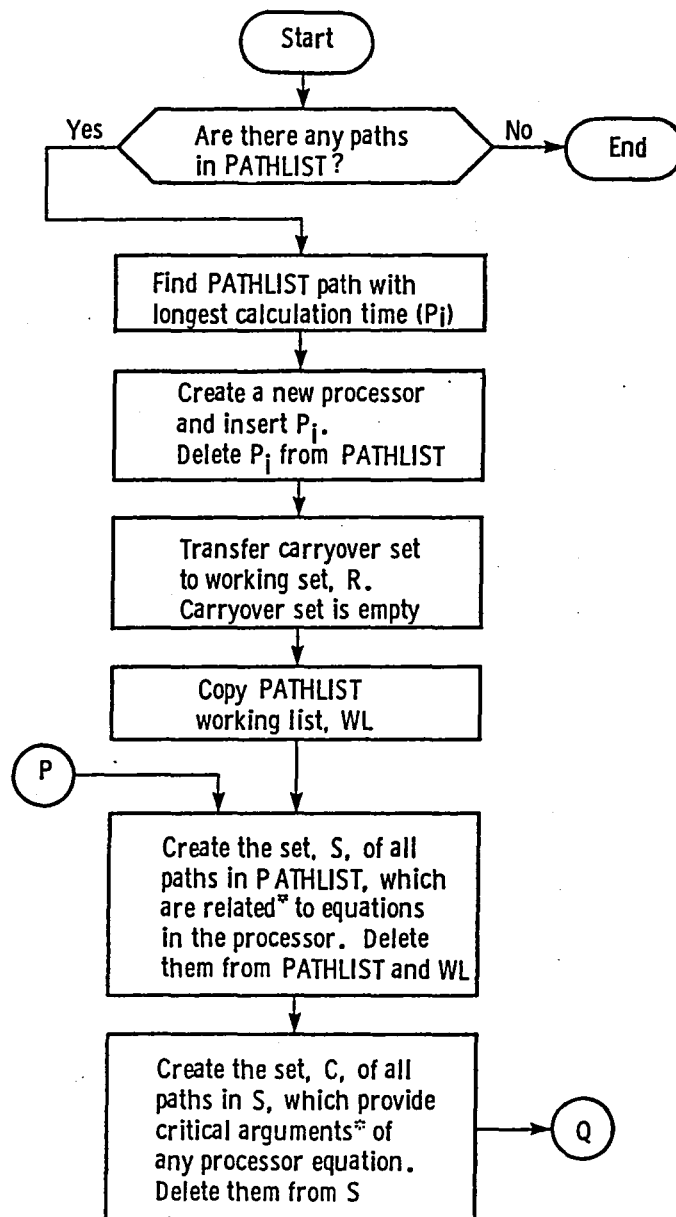 Start
Yes
Are there any paths
in PATHLIST?
No
End
Find PATHLIST path with
longest calculation time (Pi)
Create a new processor
and insert Pi.
Delete Pi from PATHLIST
Transfer carryover set
to working set, R.
Carryover set is empty
Copy PATHLIST
working list, WL
P
Create the set, S, of all
paths in PATHLIST, which
are related* to equations
in the processor. Delete
them from PATHLIST and WL
Create the set, C, of all
paths in S, which provide
critical arguments* of
any processor equation.
Delete them from S
Q